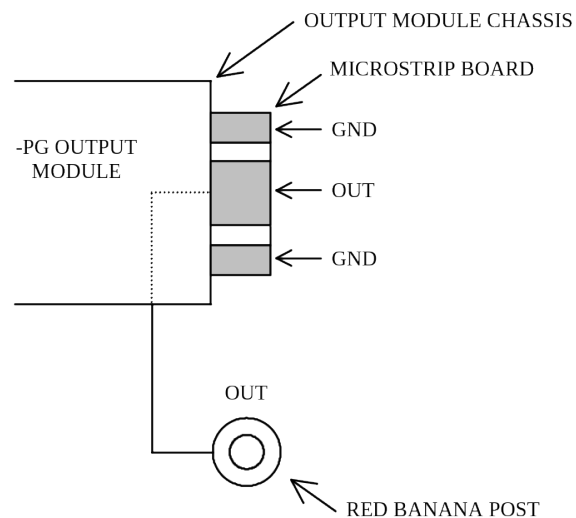 OUTPUT MODULE CHASSIS
MICROSTRIP BOARD
GND
-PG OUTPUT
MODULE
OUT
GND
OUT
RED BANANA POST